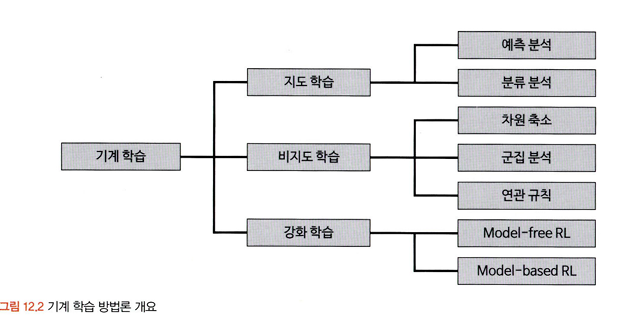 예측 분석
지도 학습
분류 분석
차원 축소
기계 학습
비지도 학습
군집 분석
연관 규칙
강화 학습
Model-free RL
Model-based RL
그림 12.2 기계 학습 방법론 개요